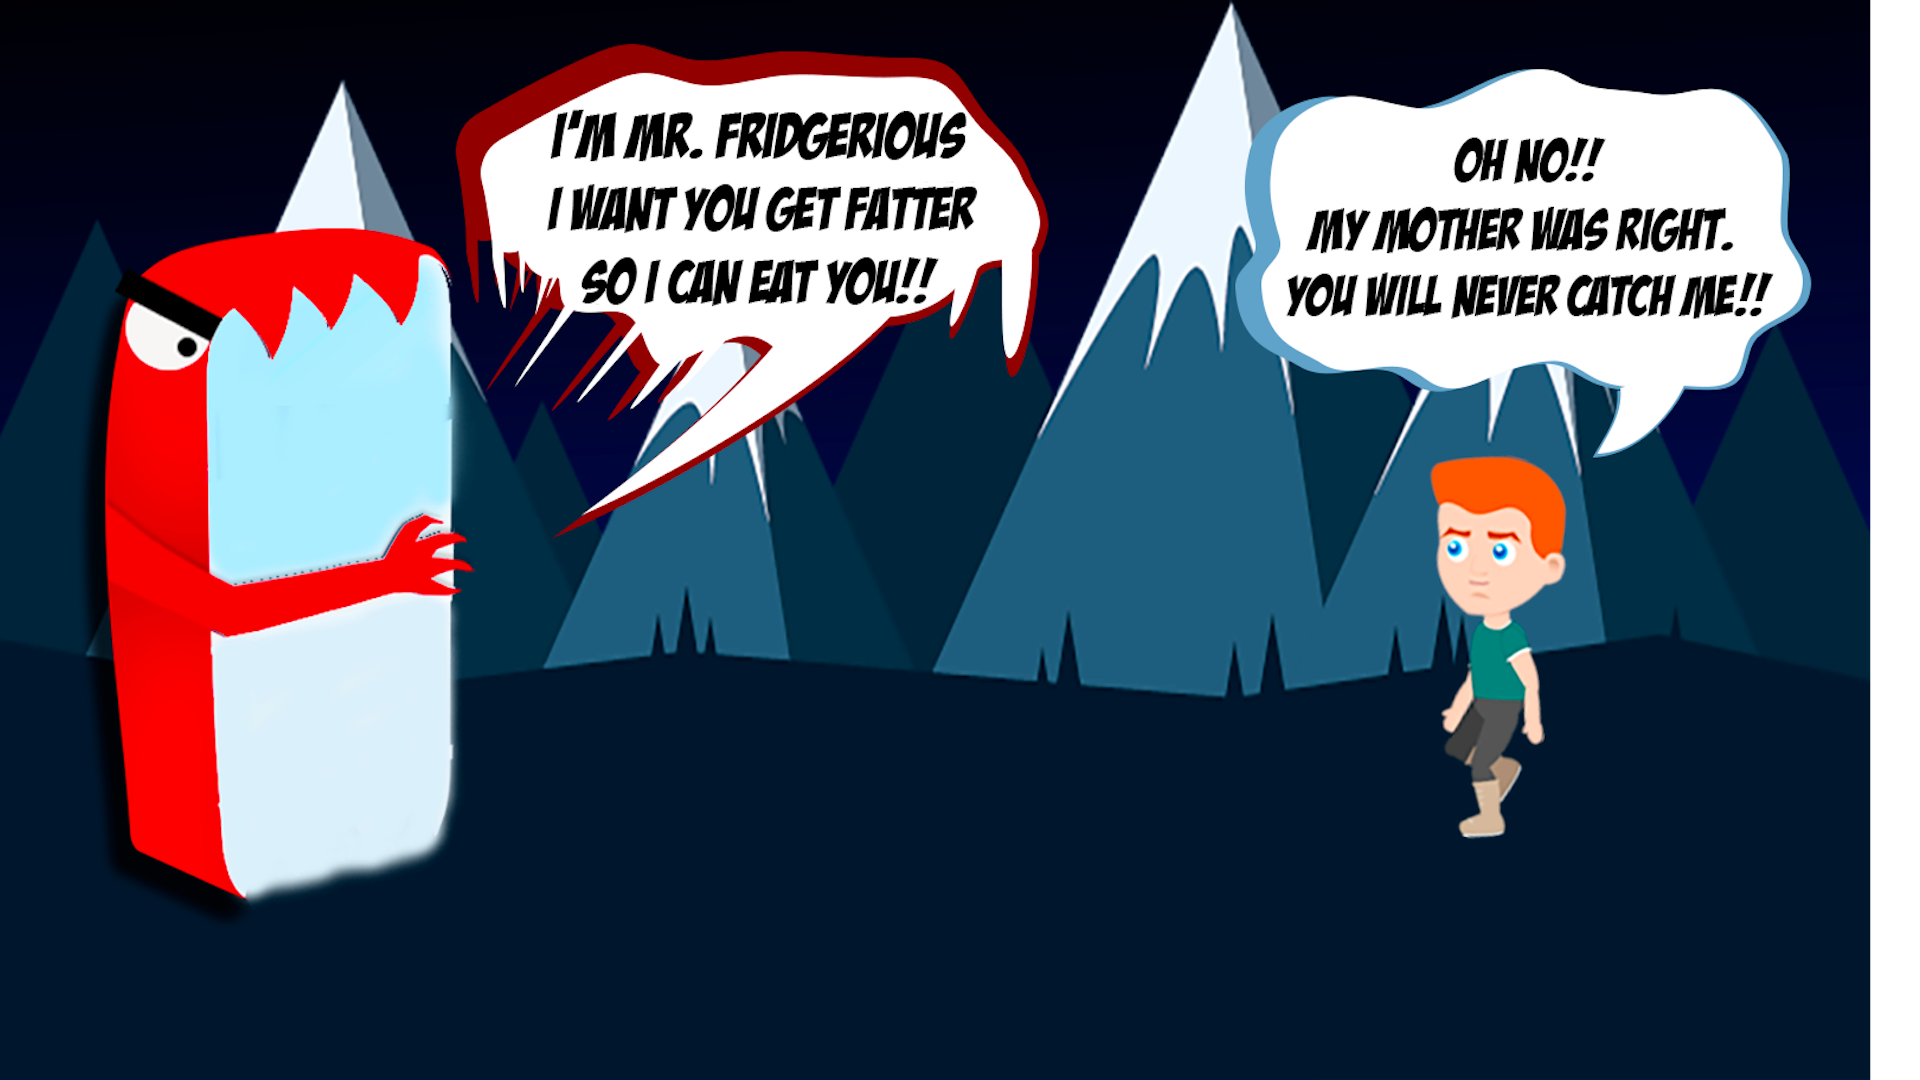 I'M MR. FRIDGERIOUS
I WANT YOU GET FATTER
SO I CAN EAT YOU!!
OH NO!!
MY MOTHER WAS RIGHT.
YOU WILL NEVER CATCH ME!!